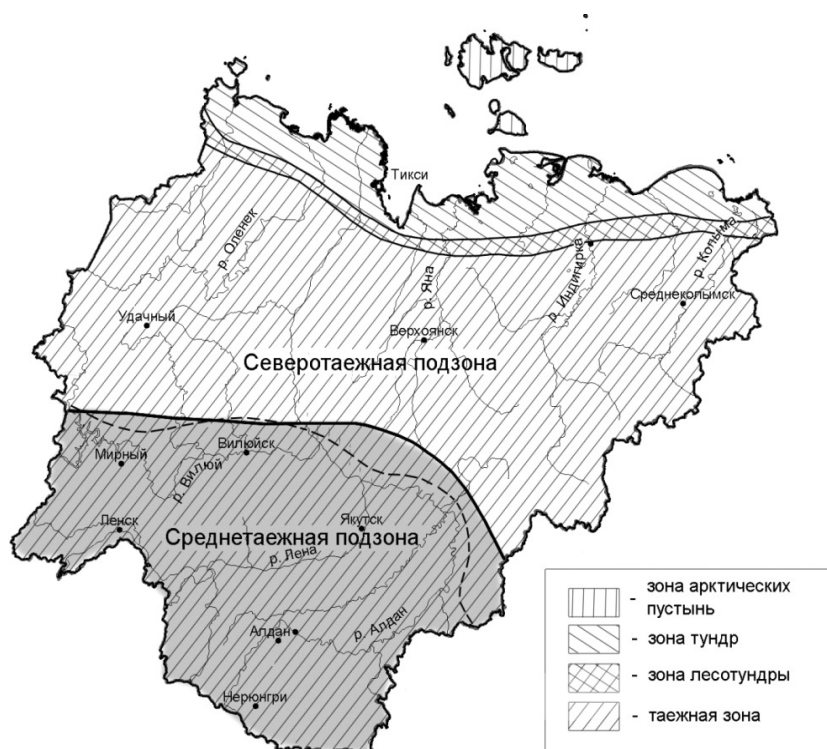 Тикси
р. Оленек
р. Яна
р. Индигирка
р. Колыма
Среднеколымск
Удачный
Верхоянск
Северотаежная подзона
Мирный
Вилюйск
р. Вилюй
Ленск
Якутск
Среднетаежная подзона
р. Лена
Алдан
р. Алдан
Нерюнгри
- зона арктических
пустынь
- зона тундр
- зона лесотундры
- таежная зона